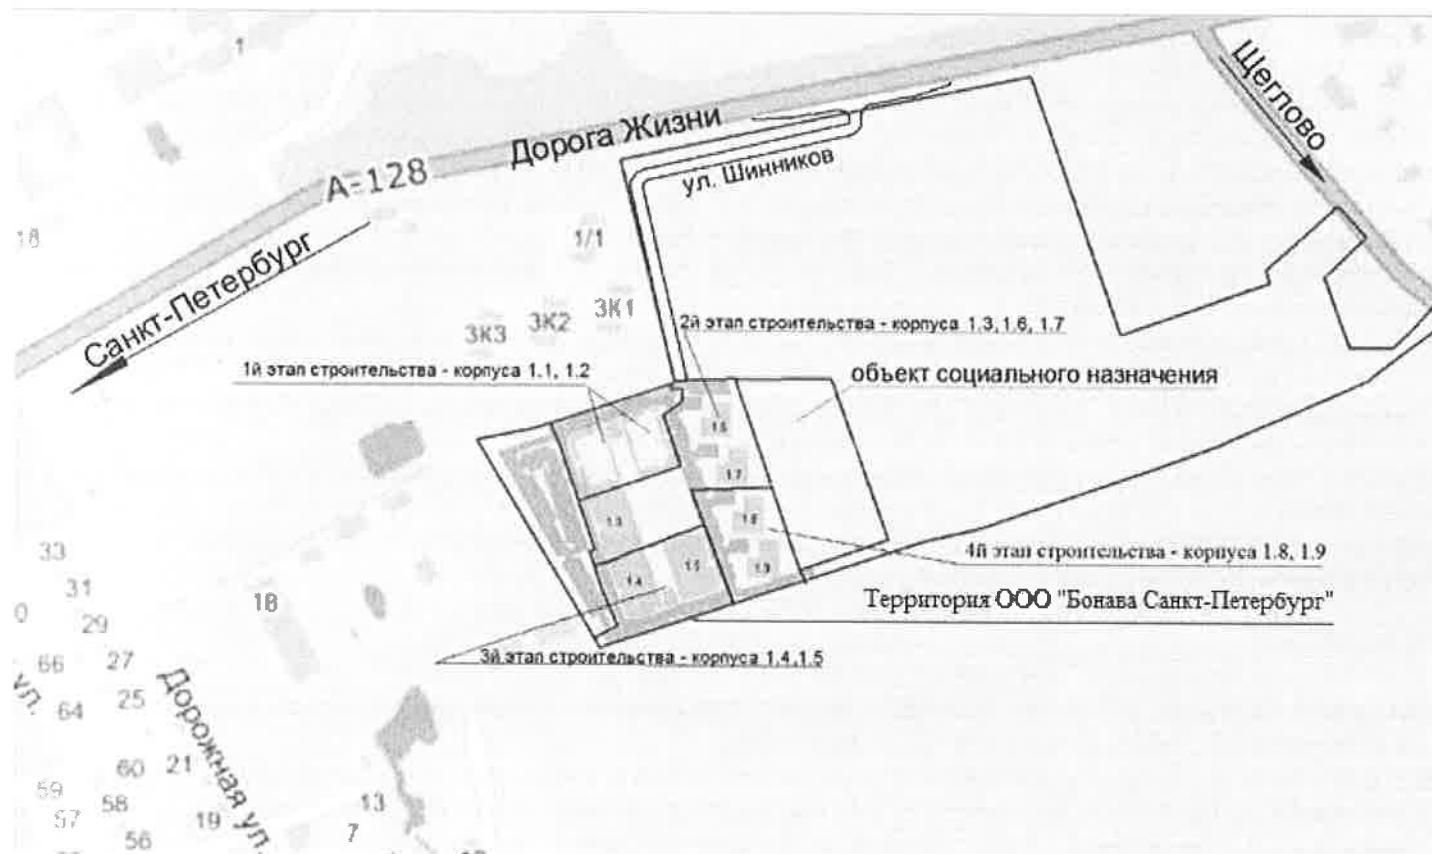 1
Щеглово
Дорога Жизни
А-128
ул. Шинников
18
1/1
Санкт-Петербург
3К1
3К2
3К3
2й этап строительства - корпуса 1.3,1.6, 1.7
1й этап строительства - корпуса 1.1, 1.2
объект социального назначения
1.6
1.7
1.3
1.8
4й этап строительства - корпуса 1.8, 1.9
1.4
1.5
1.9
Территория ООО "Бонава Санкт-Петербург"
3й этап строительства - корпуса 1.4,1.5
33
31
18
0
29
66
27
ул.
64
25
Дорожная ул.
60
21
59
58
13
57
19
7
56